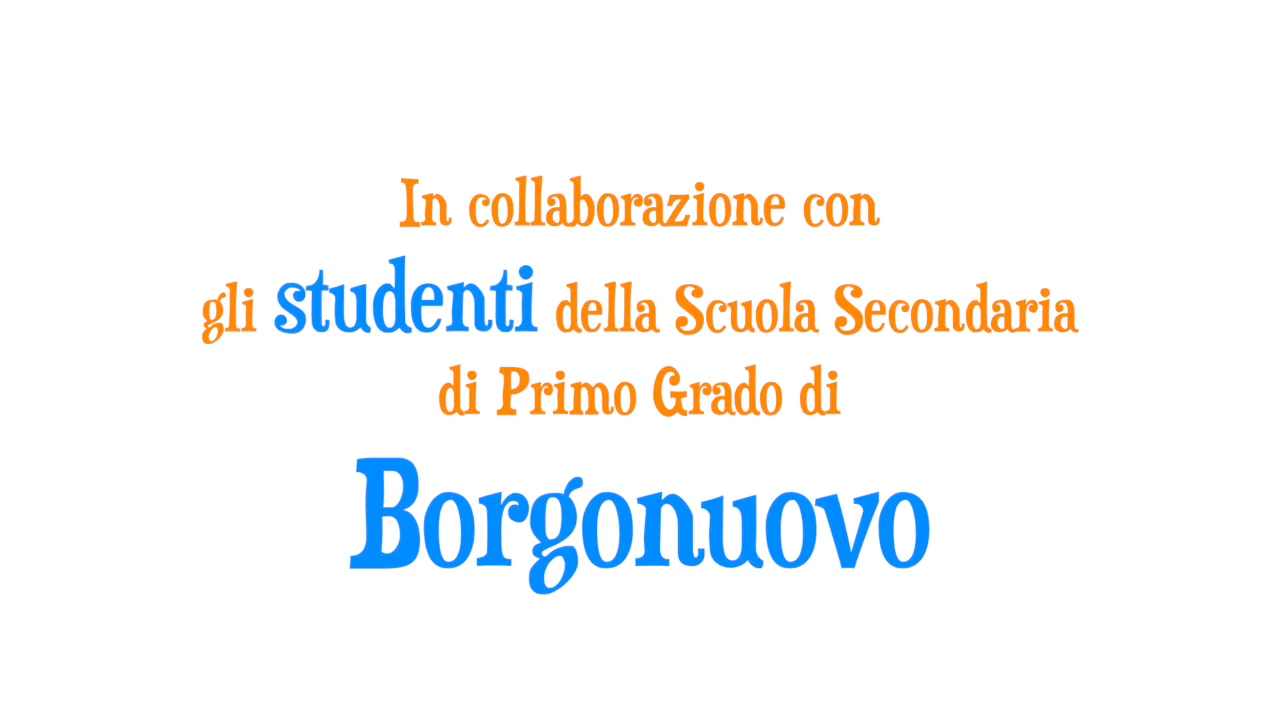 In collaborazione con
gli studenti della Scuola Secondaria
di Primo Grado di
Borgonuovo